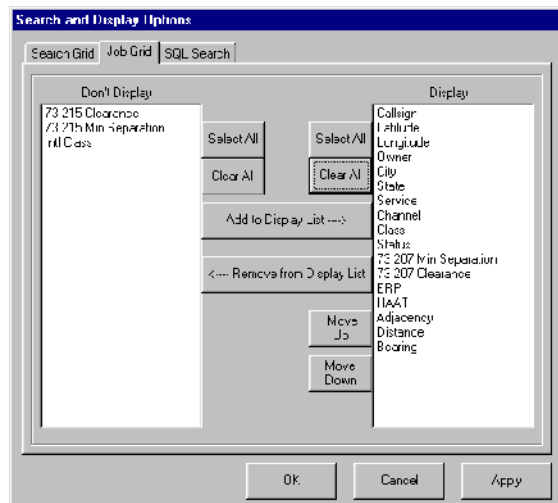 Search and Display Options
Search Grid Job Grid SQL Search
Don't Display
73 215 Clearance
73 215 Min Separation
Intl Class
Select All
Clear All
Select All
Clear All
Add to Display List ---->
<---- Remove from Display List
Move Up
Move Down
Display
Callsign
Latitude
Longitude
Owner
City
State
Service
Channel
Class
Status
73 207 Min Separation
73 207 Clearance
ERP
HAAT
Adjacency
Distance
Bearing
OK Cancel Apply